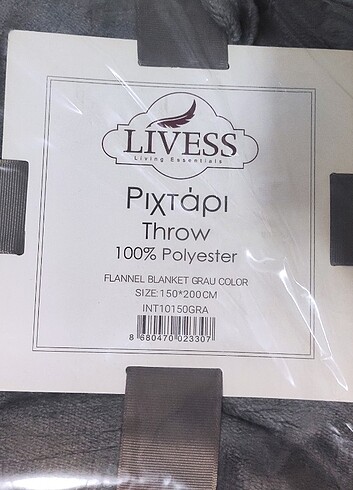 LIVESS
Living Essentials
Ριχτάρι
Throw
100% Polyester
FLANNEL BLANKET GRAU COLOR
SIZE: 150*200CM
INT10150GRA
8 680470 023307